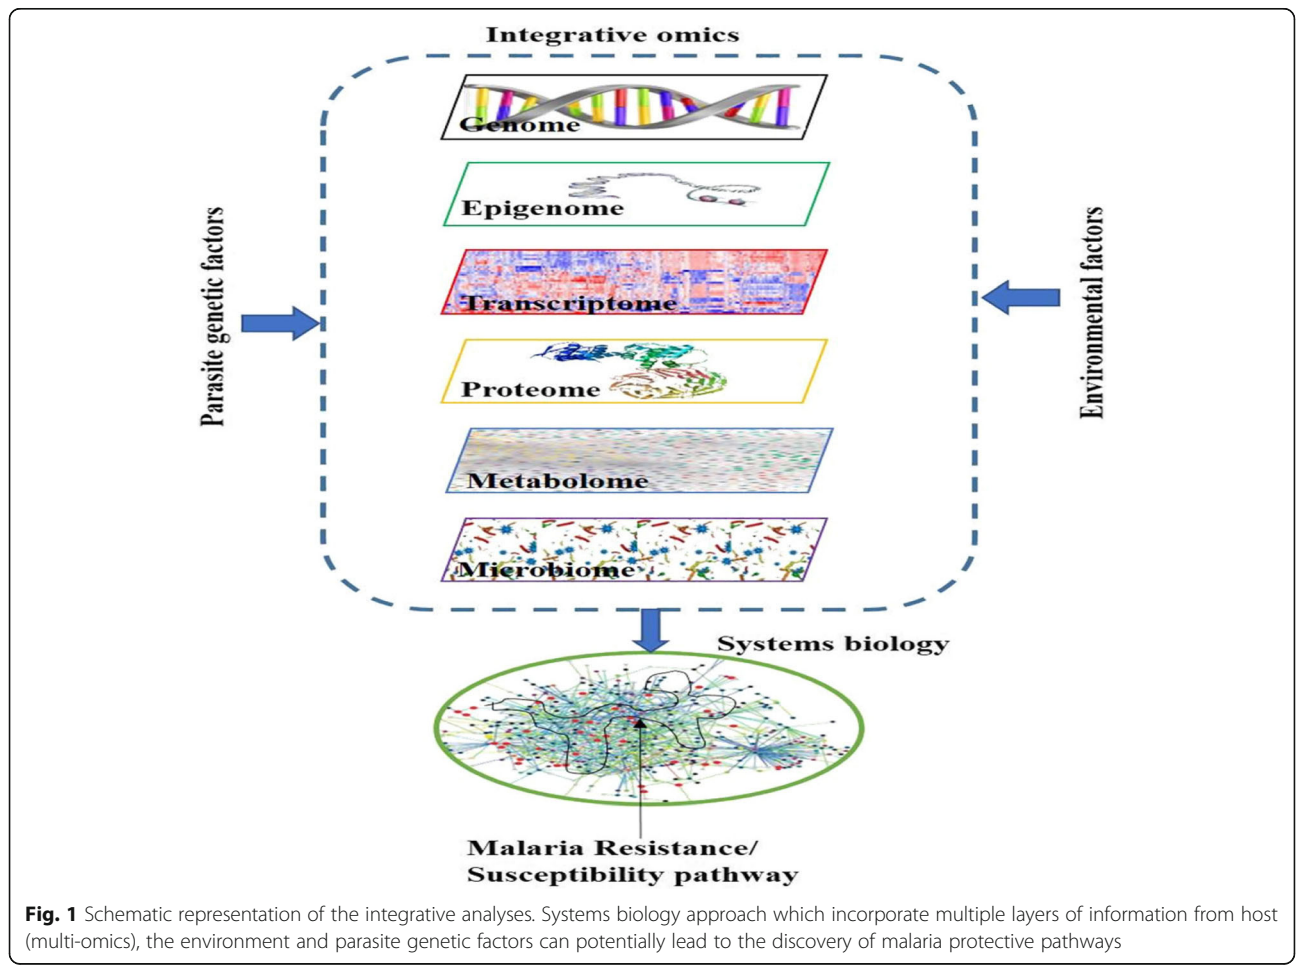 Integrative omics
Genome
Epigenome
Transcriptome
Proteome
Metabolome
Microbiome
Parasite genetic factors
Environmental factors
Systems biology
Malaria Resistance/
Susceptibility pathway
Fig. 1 Schematic representation of the integrative analyses. Systems biology approach which incorporate multiple layers of information from host
(multi-omics), the environment and parasite genetic factors can potentially lead to the discovery of malaria protective pathways